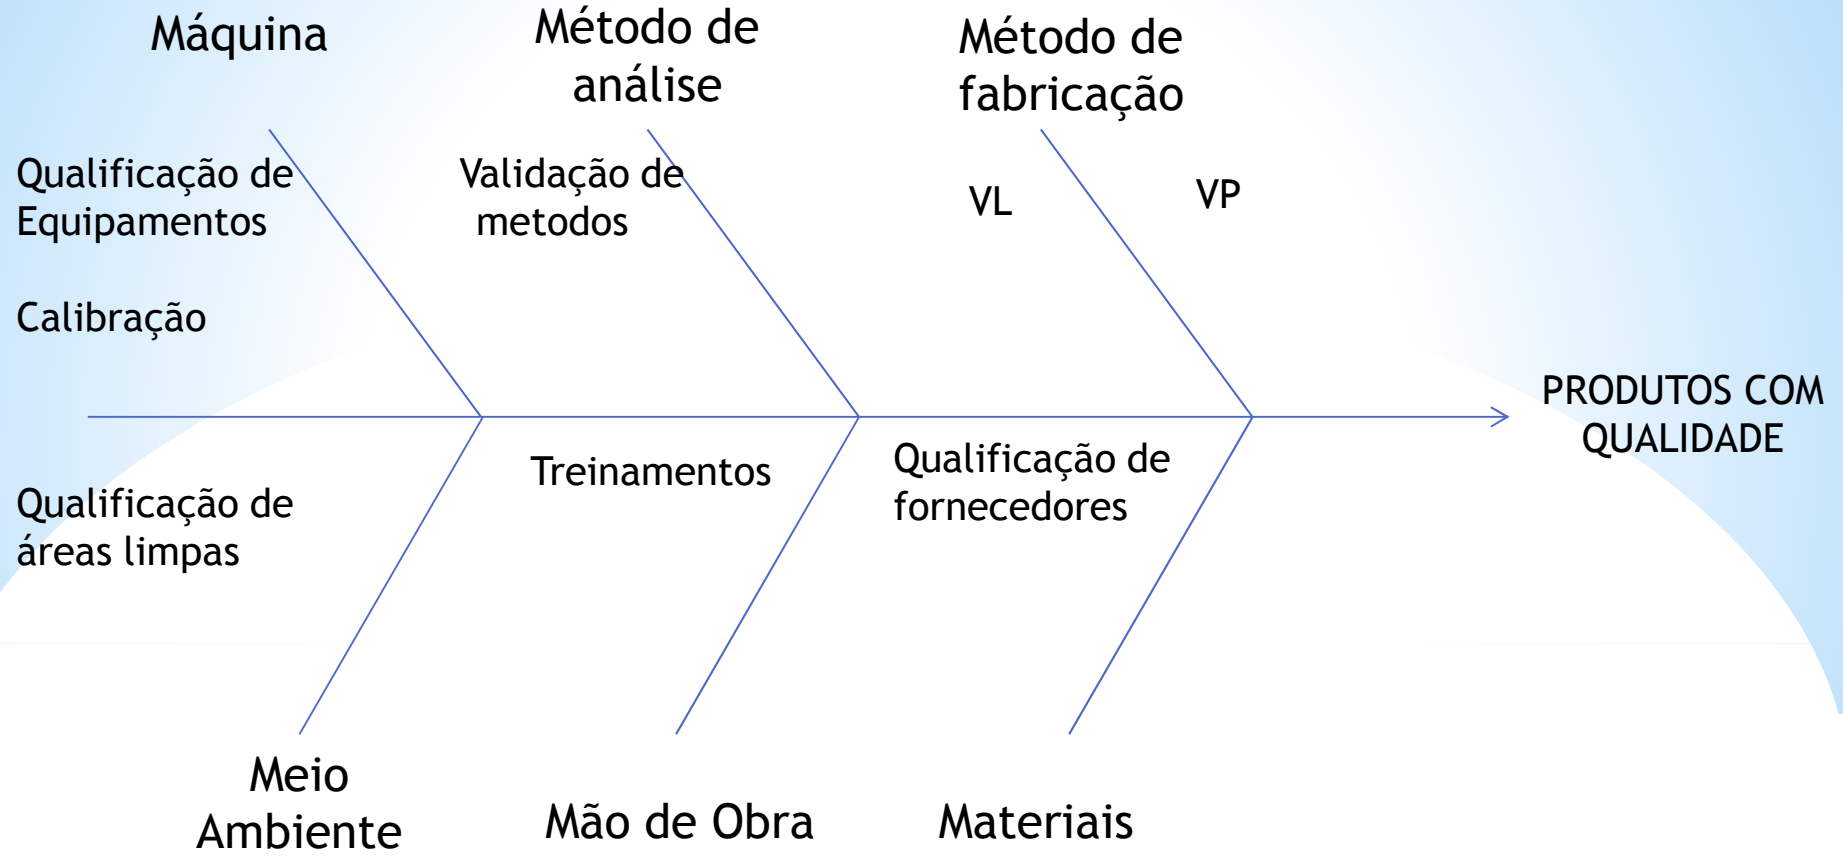 Máquina
Método de
análise
Método de
fabricação
Qualificação de
Equipamentos
Calibração
Validação de
metodos
VL
VP
PRODUTOS COM
QUALIDADE
Qualificação de
áreas limpas
Treinamentos
Qualificação de
fornecedores
Meio
Ambiente
Mão de Obra
Materiais